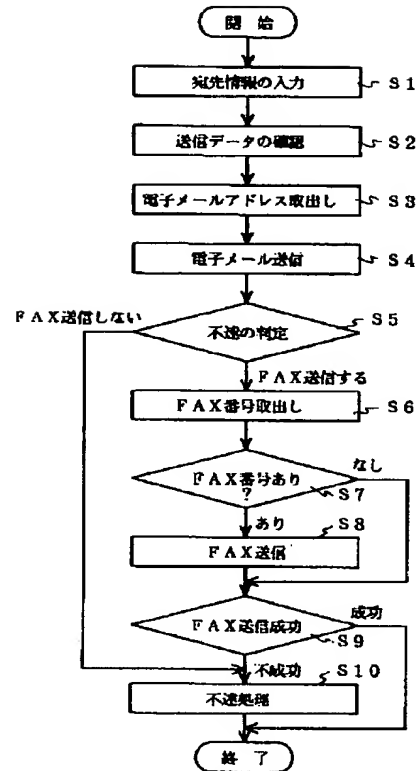 開始
宛先情報の入力
S1
送信データの確認
S2
電子メールアドレス取出し
S3
電子メール送信
S4
FAX送信しない
不達の判定
S5
FAX送信する
FAX番号取出し
S6
FAX番号あり
?
なし
S7
あり
S8
FAX送信
FAX送信成功
成功
S9
不成功
S10
不達処理
終了